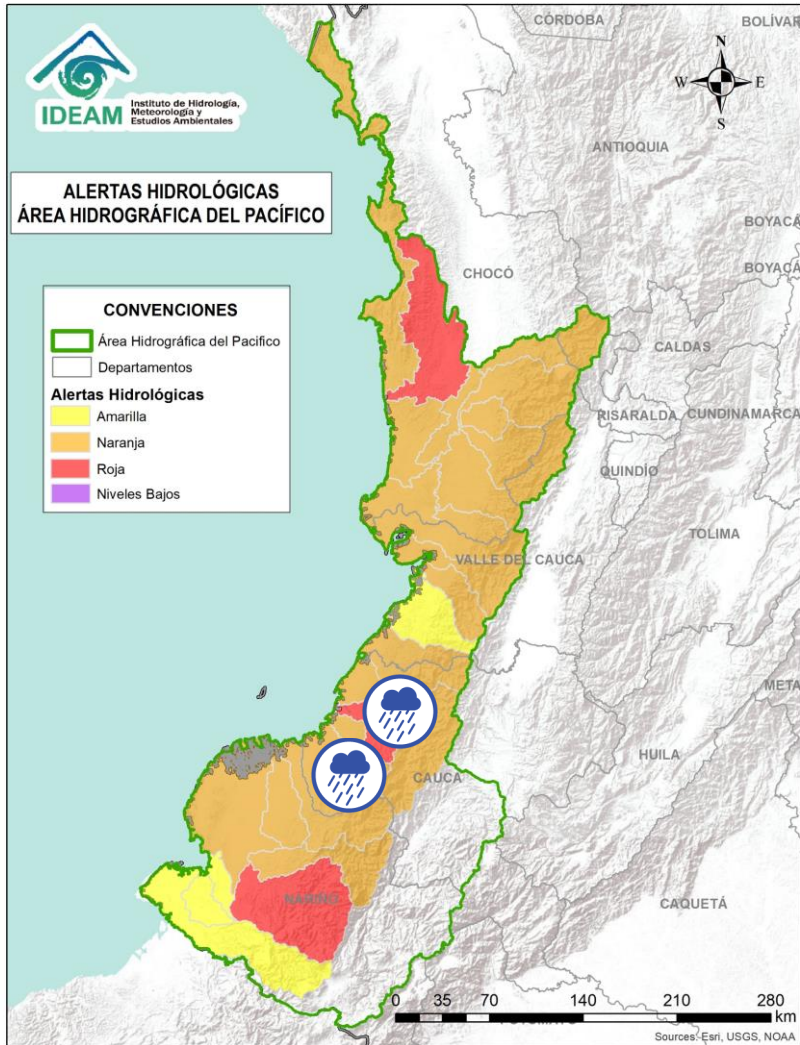 CÓRDOBA
BOLÍVAR
IDEAM
Instituto de Hidrología,
Meteorología y
Estudios Ambientales
N
W
E
S
ANTIOQUIA
ALERTAS HIDROLÓGICAS
ÁREA HIDROGRÁFICA DEL PACÍFICO
BOYACÁ
BOYACÁ
CHOCÓ
CONVENCIONES
Área Hidrográfica del Pacifico
Departamentos
Alertas Hidrológicas
Amarilla
Naranja
Roja
Niveles Bajos
CALDAS
RISARALDA
CUNDINAMARCA
QUINDÍO
TOLIMA
VALLE DEL CAUCA
META
HUILA
CAUCA
NARIÑO
CAQUETÁ
0 35 70 140 210 280
km
Sources: Esri, USGS, NOAA